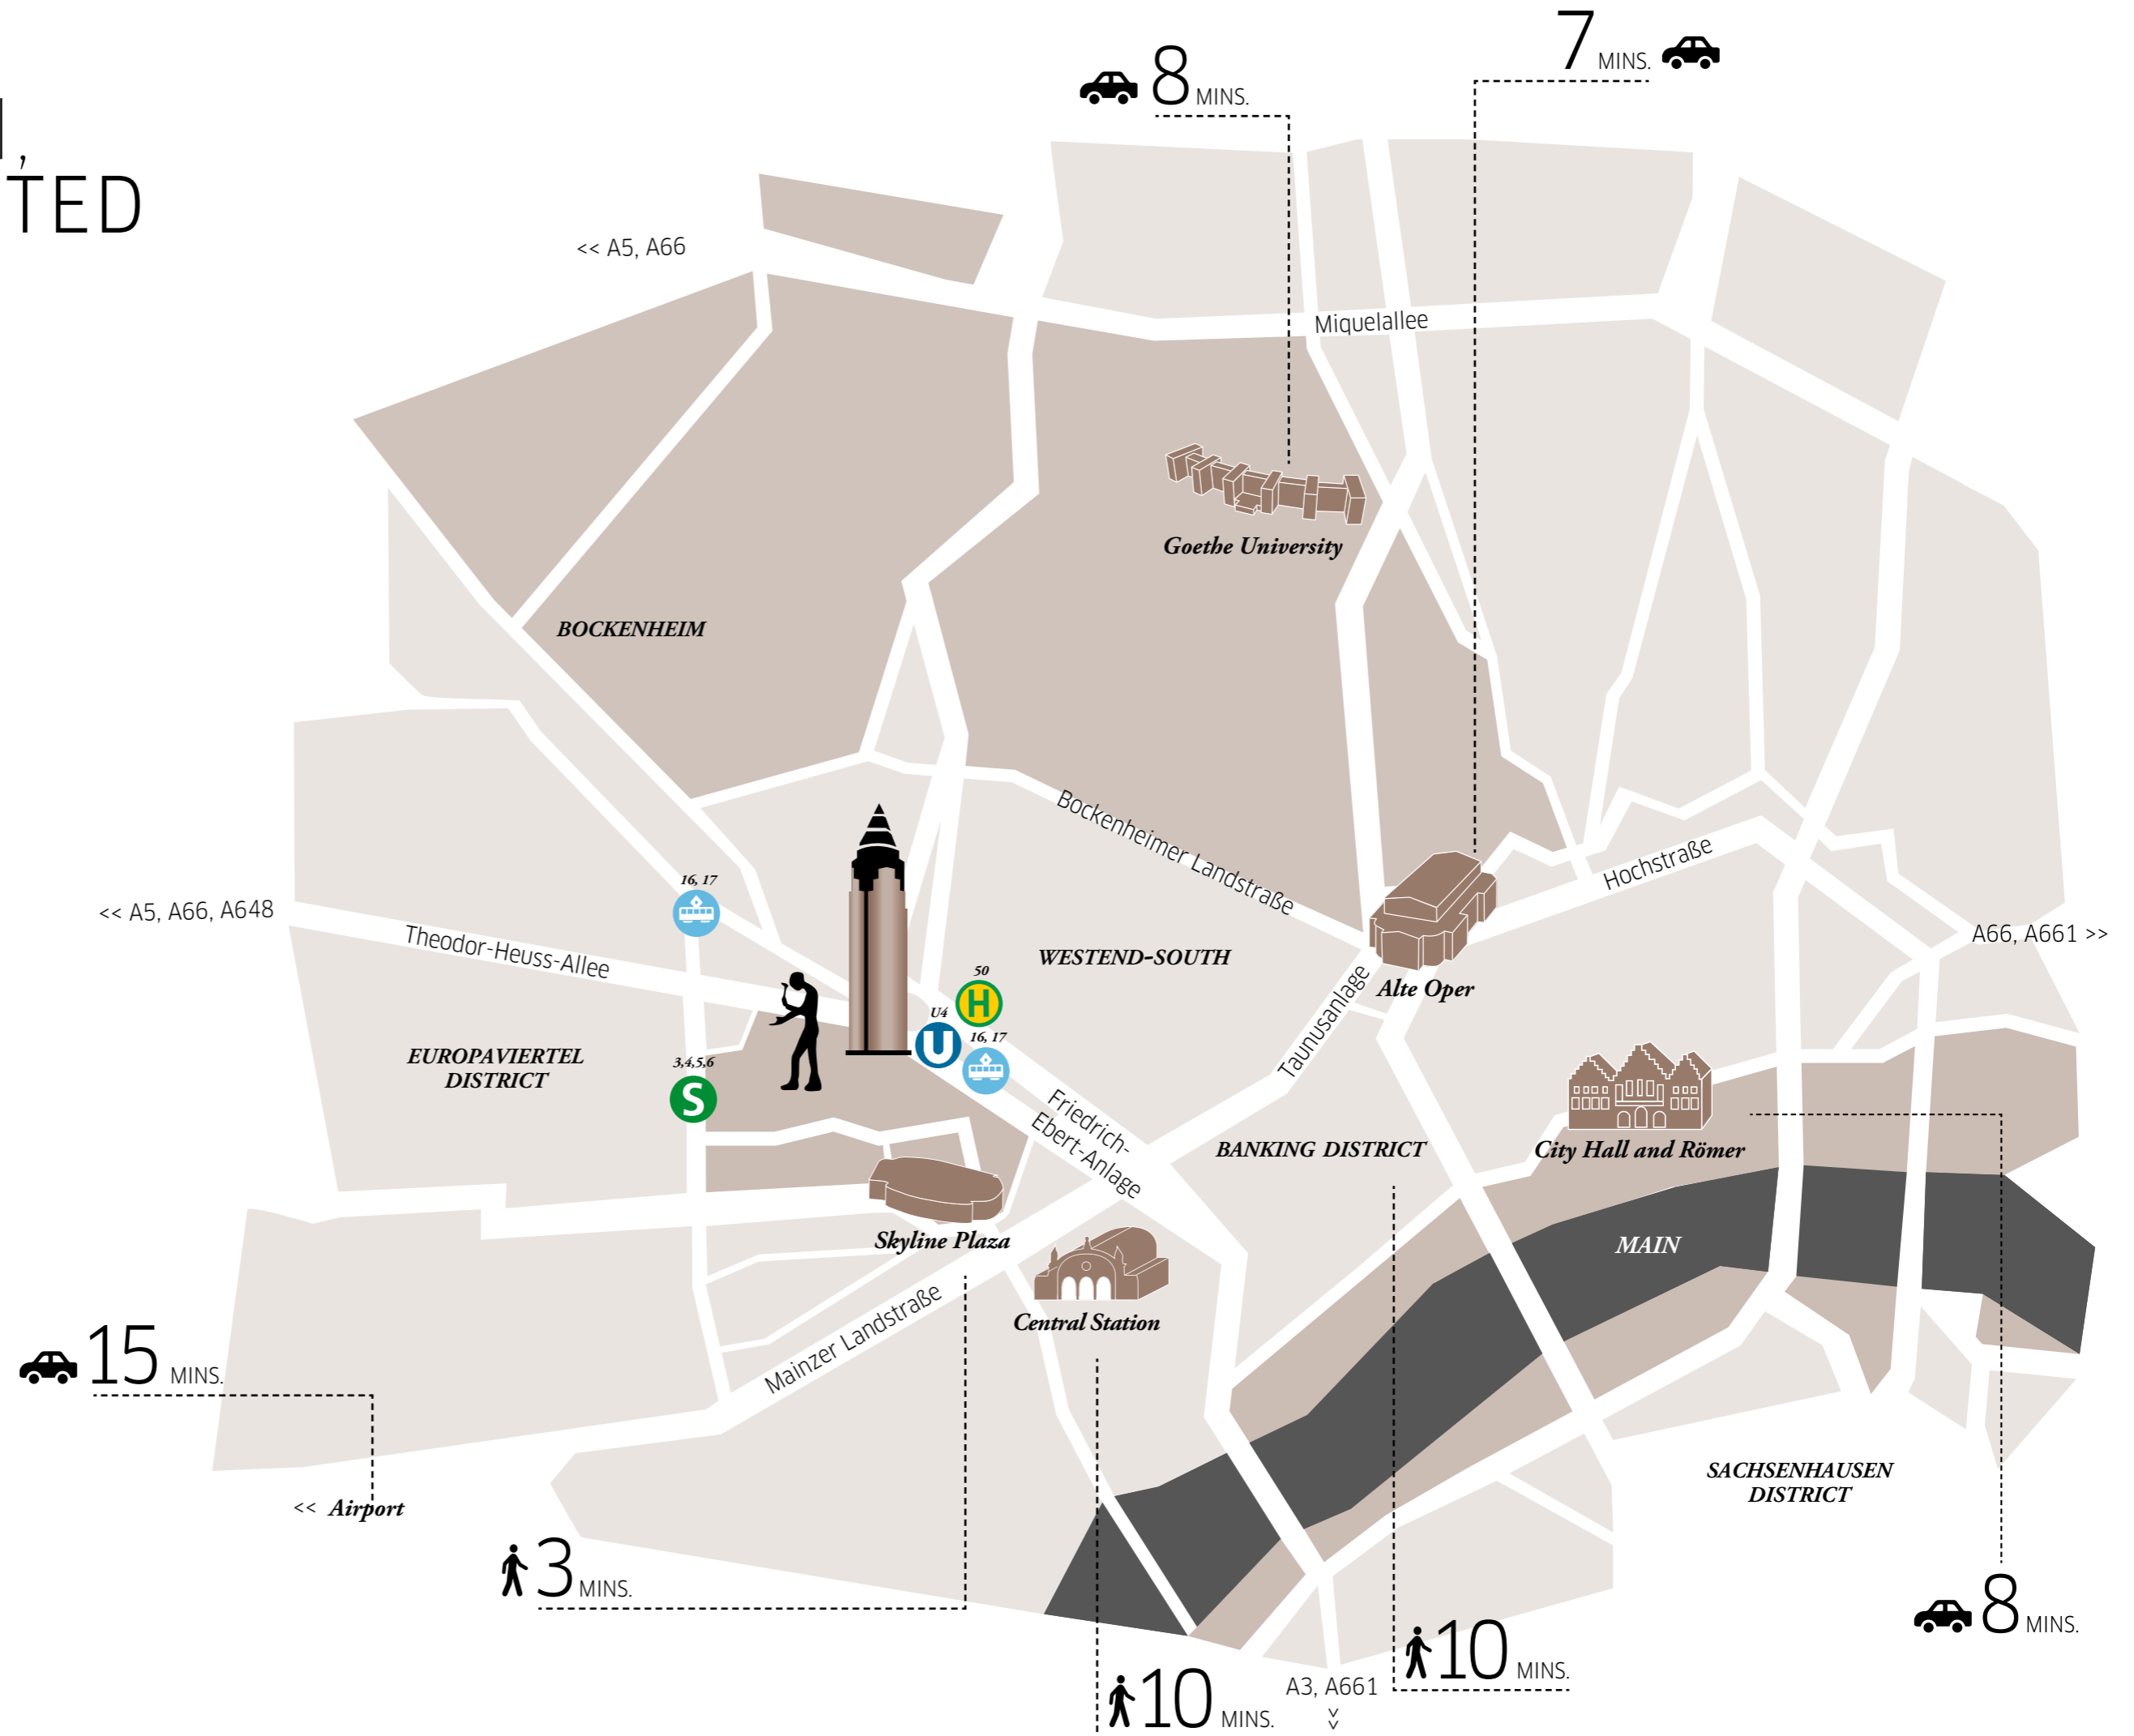 7 MINS.
8 MINS.
,
TED
<< A5, A66
Miquelallee
Goethe University
BOCKENHEIM
Bockenheimer Landstraße
Hochstraße
16, 17
<< A5, A66, A648
Theodor-Heuss-Allee
A66, A661 >>
WESTEND-SOUTH
50
H
Alte Oper
U4
U
16, 17
Taunusanlage
EUROPAVIERTEL
DISTRICT
3,4,5,6
S
Friedrich-
Ebert-Anlage
BANKING DISTRICT
City Hall and Römer
Skyline Plaza
MAIN
Central Station
Mainzer Landstraße
15 MINS.
SACHSENHAUSEN
DISTRICT
<< Airport
3 MINS.
8 MINS.
10 MINS.
A3, A661
>>
10 MINS.